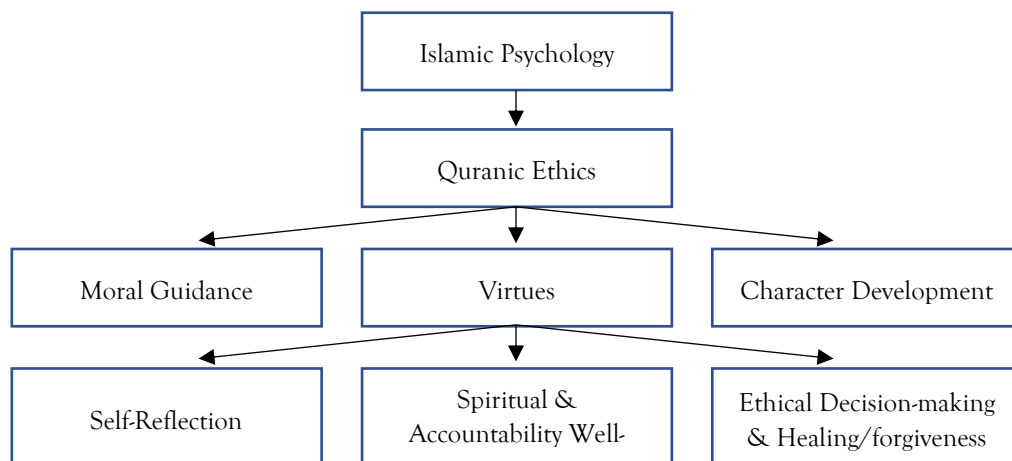 Islamic Psychology
Quranic Ethics
Moral Guidance
Virtues
Character Development
Self-Reflection
Spiritual &
Accountability Well-
Ethical Decision-making
& Healing/forgiveness